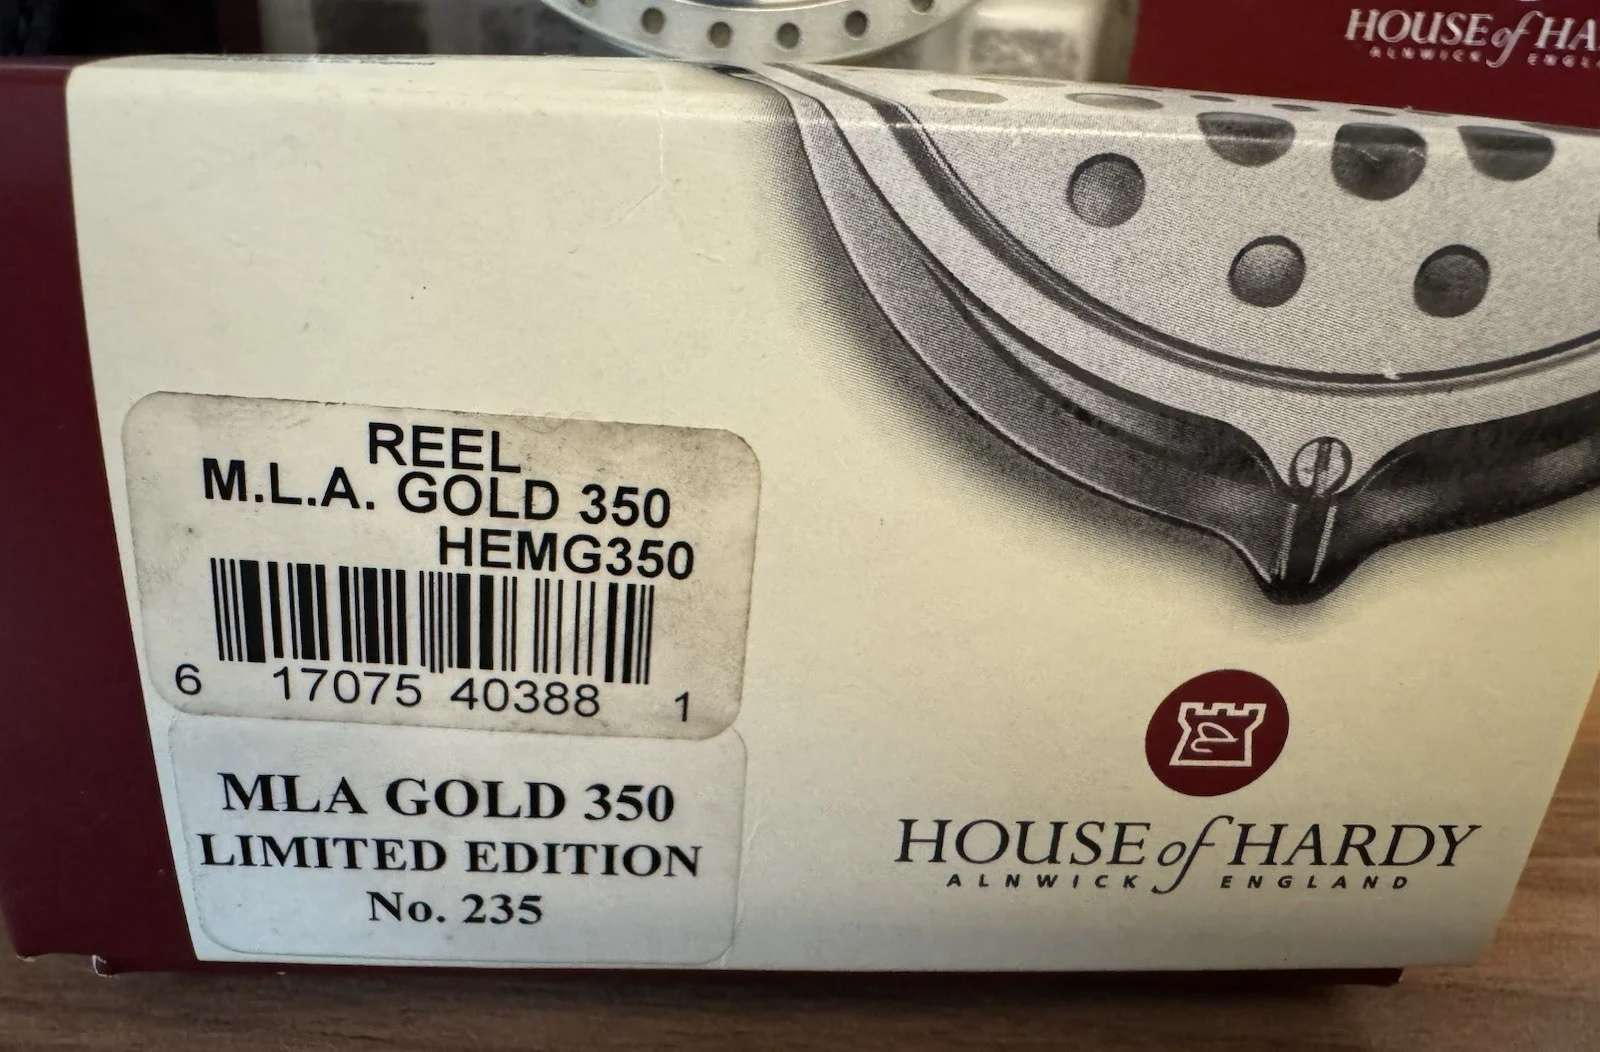 HOUSE of HA
ALNWICK ENGL
REEL
M.L.A. GOLD 350
HEMG350
6 17075 40388 1
MLA GOLD 350
LIMITED EDITION
No. 235
HOUSE of HARDY
ALNWICK ENGLAND